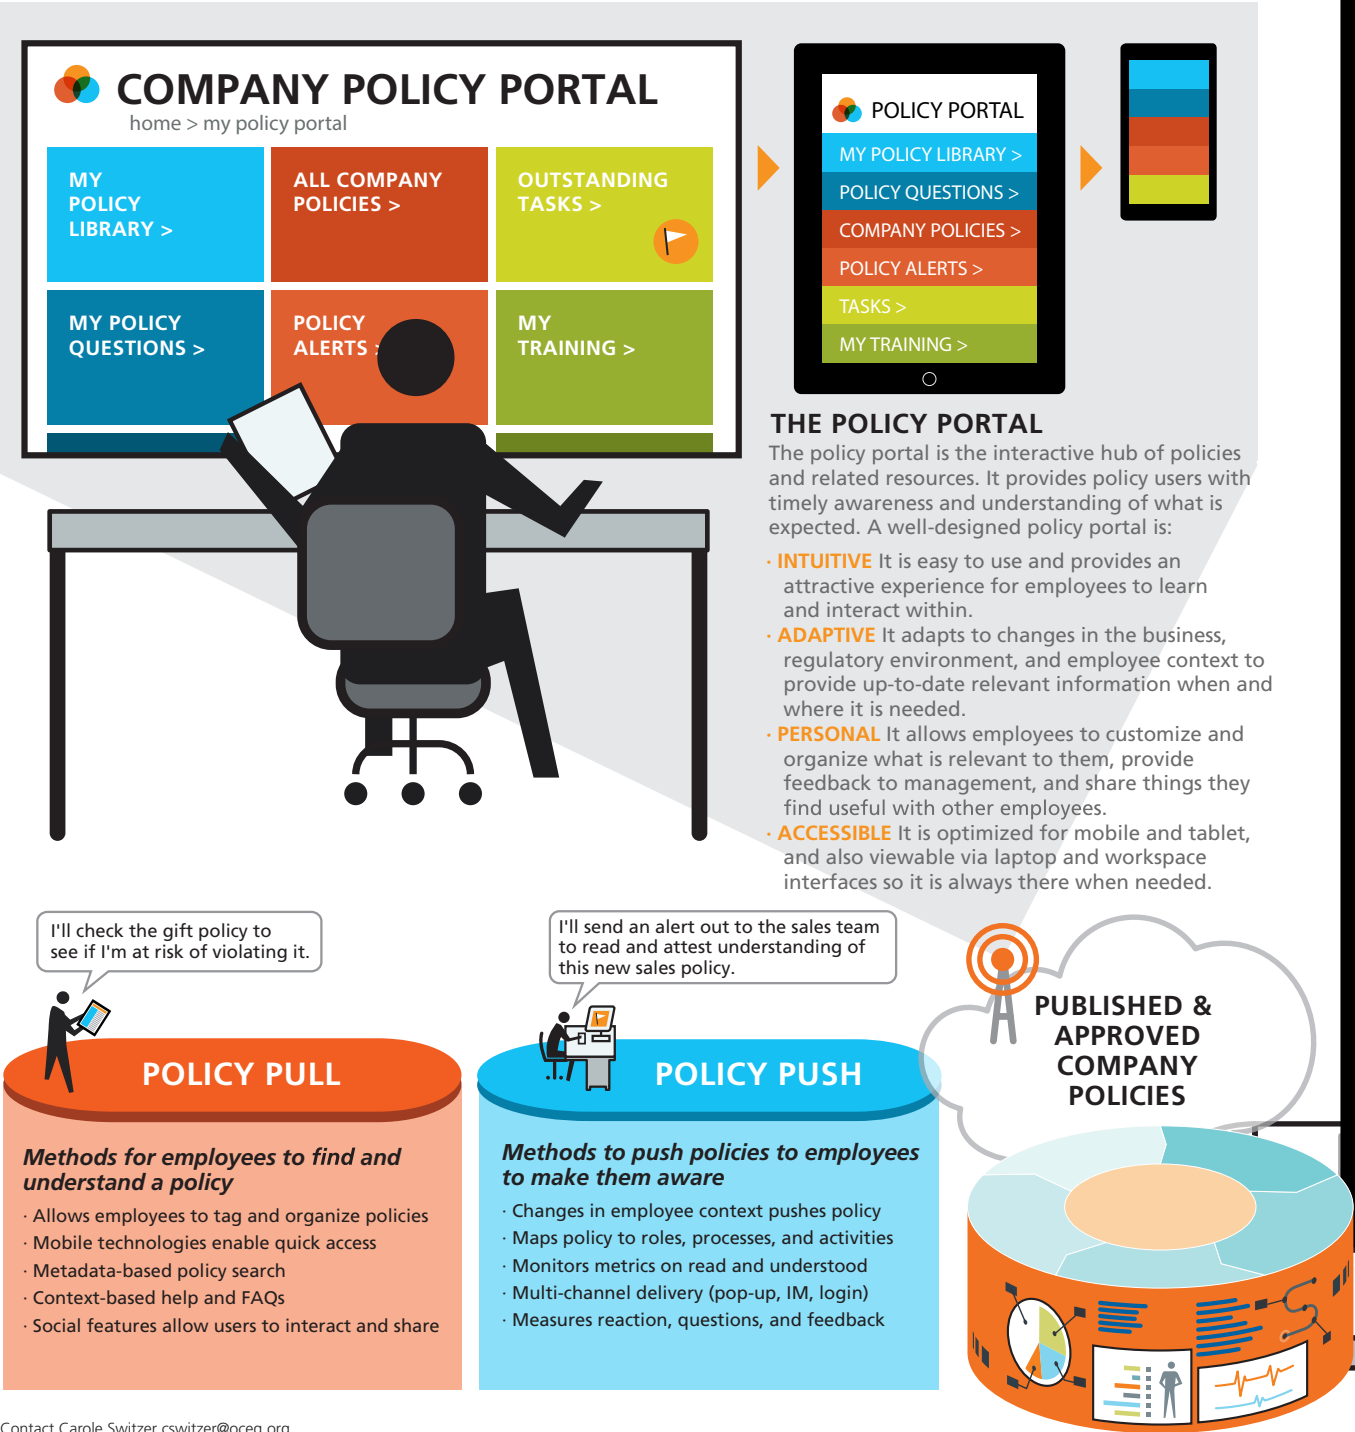 COMPANY POLICY PORTAL
home > my policy portal
MY
POLICY
LIBRARY >
ALL COMPANY
POLICIES >
OUTSTANDING
TASKS >
MY POLICY
QUESTIONS >
POLICY
ALERTS >
MY
TRAINING >
POLICY PORTAL
MY POLICY LIBRARY >
POLICY QUESTIONS >
COMPANY POLICIES >
POLICY ALERTS >
TASKS >
MY TRAINING >
THE POLICY PORTAL
The policy portal is the interactive hub of policies
and related resources. It provides policy users with
timely awareness and understanding of what is
expected. A well-designed policy portal is:
· INTUITIVE It is easy to use and provides an
attractive experience for employees to learn
and interact within.
· ADAPTIVE It adapts to changes in the business,
regulatory environment, and employee context to
provide up-to-date relevant information when and
where it is needed.
· PERSONAL It allows employees to customize and
organize what is relevant to them, provide
feedback to management, and share things they
find useful with other employees.
· ACCESSIBLE It is optimized for mobile and tablet,
and also viewable via laptop and workspace
interfaces so it is always there when needed.
I'll check the gift policy to
see if I'm at risk of violating it.
POLICY PULL
Methods for employees to find and
understand a policy
· Allows employees to tag and organize policies
· Mobile technologies enable quick access
· Metadata-based policy search
· Context-based help and FAQs
· Social features allow users to interact and share
I'll send an alert out to the sales team
to read and attest understanding of
this new sales policy.
POLICY PUSH
Methods to push policies to employees
to make them aware
· Changes in employee context pushes policy
· Maps policy to roles, processes, and activities
· Monitors metrics on read and understood
· Multi-channel delivery (pop-up, IM, login)
· Measures reaction, questions, and feedback
PUBLISHED &
APPROVED
COMPANY
POLICIES
Contact Carole Switzer cswitzer@oceg.org